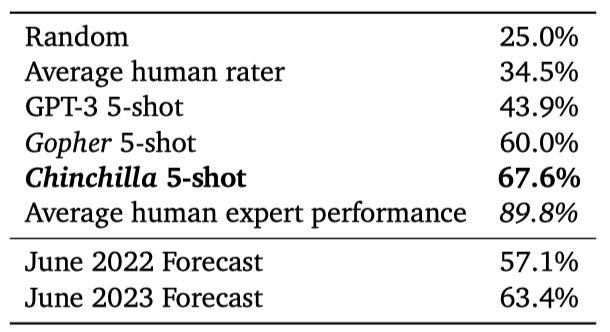 Random 25.0%
Average human rater 34.5%
GPT-3 5-shot 43.9%
Gopher 5-shot 60.0%
Chinchilla 5-shot 67.6%
Average human expert performance 89.8%
June 2022 Forecast 57.1%
June 2023 Forecast 63.4%